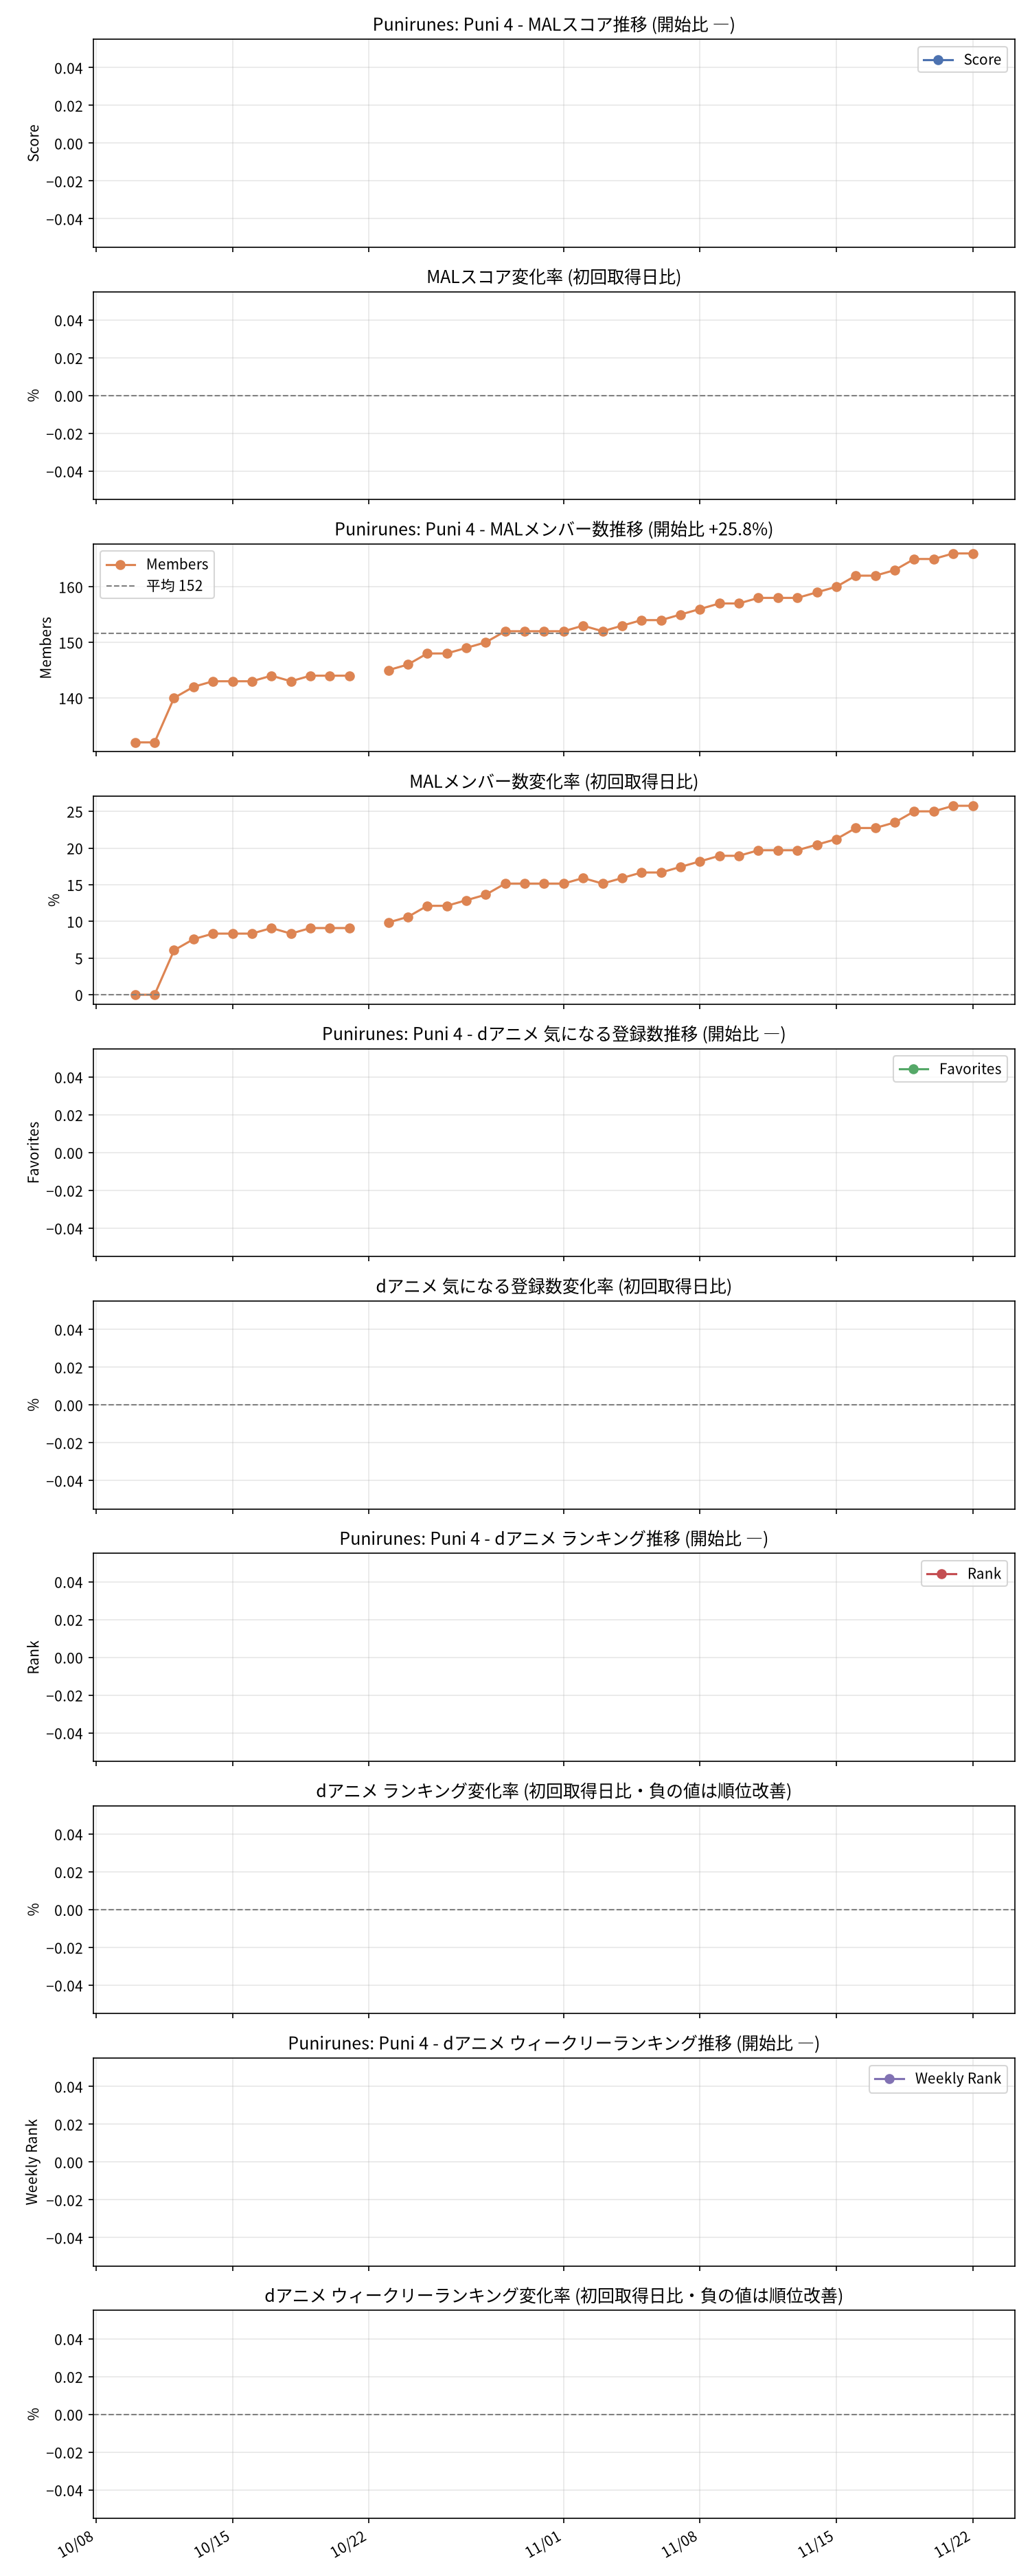 Punirunes: Puni 4 - MALスコア推移 (開始比 —)
Score
0.04
0.02
0.00
−0.02
−0.04
Score
MALスコア変化率 (初回取得日比)
0.04
0.02
0.00
−0.02
−0.04
%
Punirunes: Puni 4 - MALメンバー数推移 (開始比 +25.8%)
Members
平均 152
160
150
140
Members
MALメンバー数変化率 (初回取得日比)
25
20
15
10
5
0
%
Punirunes: Puni 4 - dアニメ 気になる登録数推移 (開始比 —)
Favorites
0.04
0.02
0.00
−0.02
−0.04
Favorites
dアニメ 気になる登録数変化率 (初回取得日比)
0.04
0.02
0.00
−0.02
−0.04
%
Punirunes: Puni 4 - dアニメ ランキング推移 (開始比 —)
Rank
0.04
0.02
0.00
−0.02
−0.04
Rank
dアニメ ランキング変化率 (初回取得日比・負の値は順位改善)
0.04
0.02
0.00
−0.02
−0.04
%
Punirunes: Puni 4 - dアニメ ウィークリーランキング推移 (開始比 —)
Weekly Rank
0.04
0.02
0.00
−0.02
−0.04
Weekly Rank
dアニメ ウィークリーランキング変化率 (初回取得日比・負の値は順位改善)
0.04
0.02
0.00
−0.02
−0.04
%
10/08
10/15
10/22
11/01
11/08
11/15
11/22